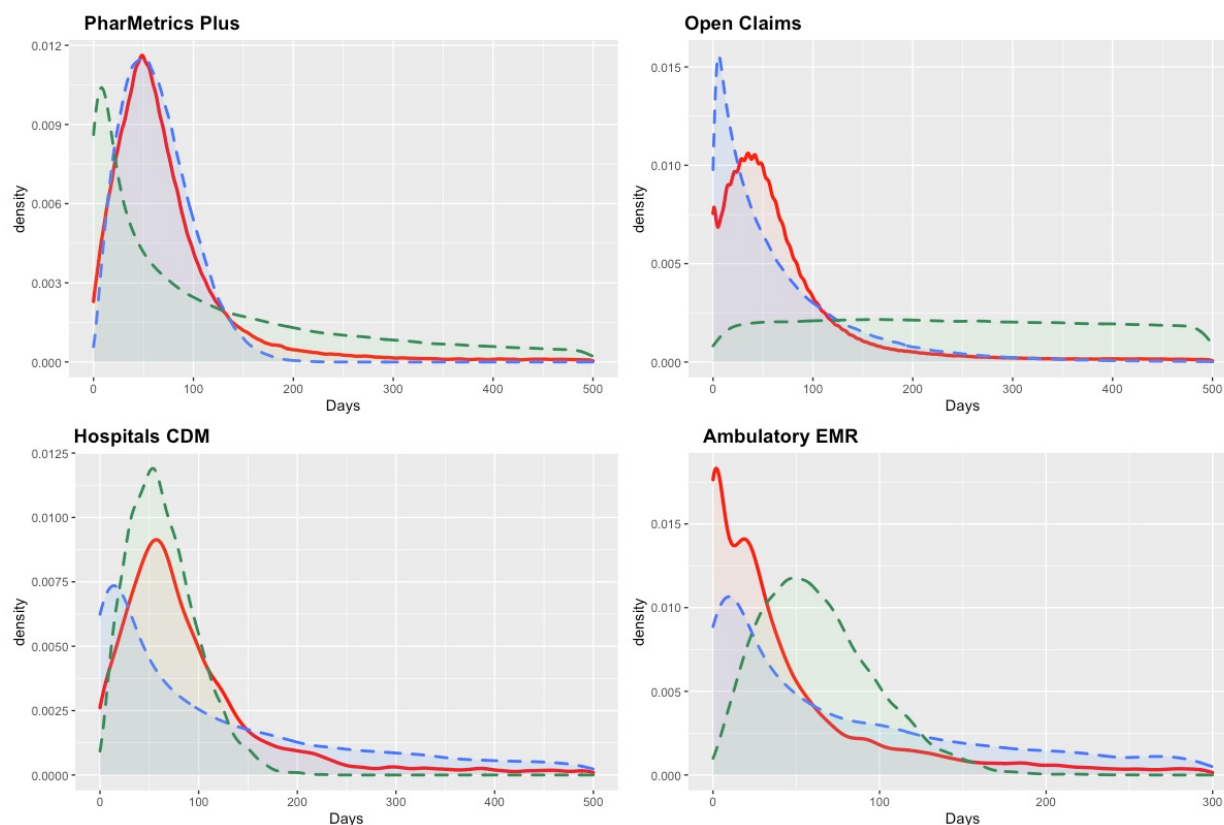 PharMetrics Plus
0.012
0.009
0.006
0.003
0.000
density
0 100 200 300 400 500
Days
Open Claims
0.015
0.010
0.005
0.000
density
0 100 200 300 400 500
Days
Hospitals CDM
0.0125
0.0100
0.0075
0.0050
0.0025
0.0000
density
0 100 200 300 400 500
Days
Ambulatory EMR
0.015
0.010
0.005
0.000
density
0 100 200 300
Days